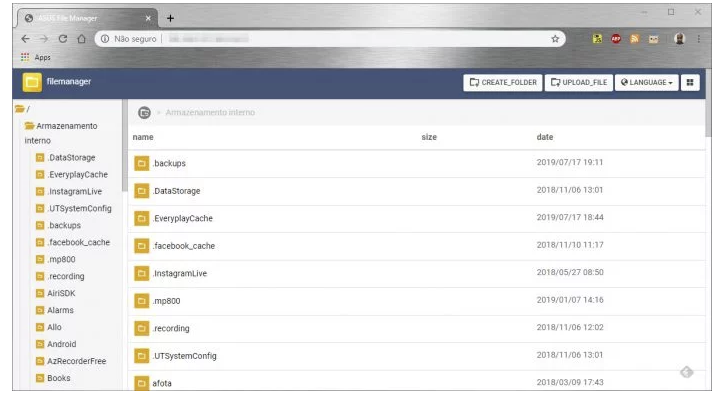 ASUS File Manager
Não seguro
Apps
filemanager
CREATE_FOLDER
UPLOAD_FILE
LANGUAGE
/
Armazenamento
interno
.DataStorage
.EveryplayCache
.InstagramLive
.UTSystemConfig
.backups
.facebook_cache
.mp800
.recording
AiriSDK
Alarms
Allo
Android
AzRecorderFree
Books
Armazenamento interno
name size date
.backups 2019/07/17 19:11
.DataStorage 2018/11/06 13:01
.EveryplayCache 2019/07/17 18:44
.facebook_cache 2018/11/10 11:17
.InstagramLive 2018/05/27 08:50
.mp800 2019/01/07 14:16
.recording 2018/11/06 12:02
.UTSystemConfig 2018/11/06 13:01
afota 2018/03/09 17:43